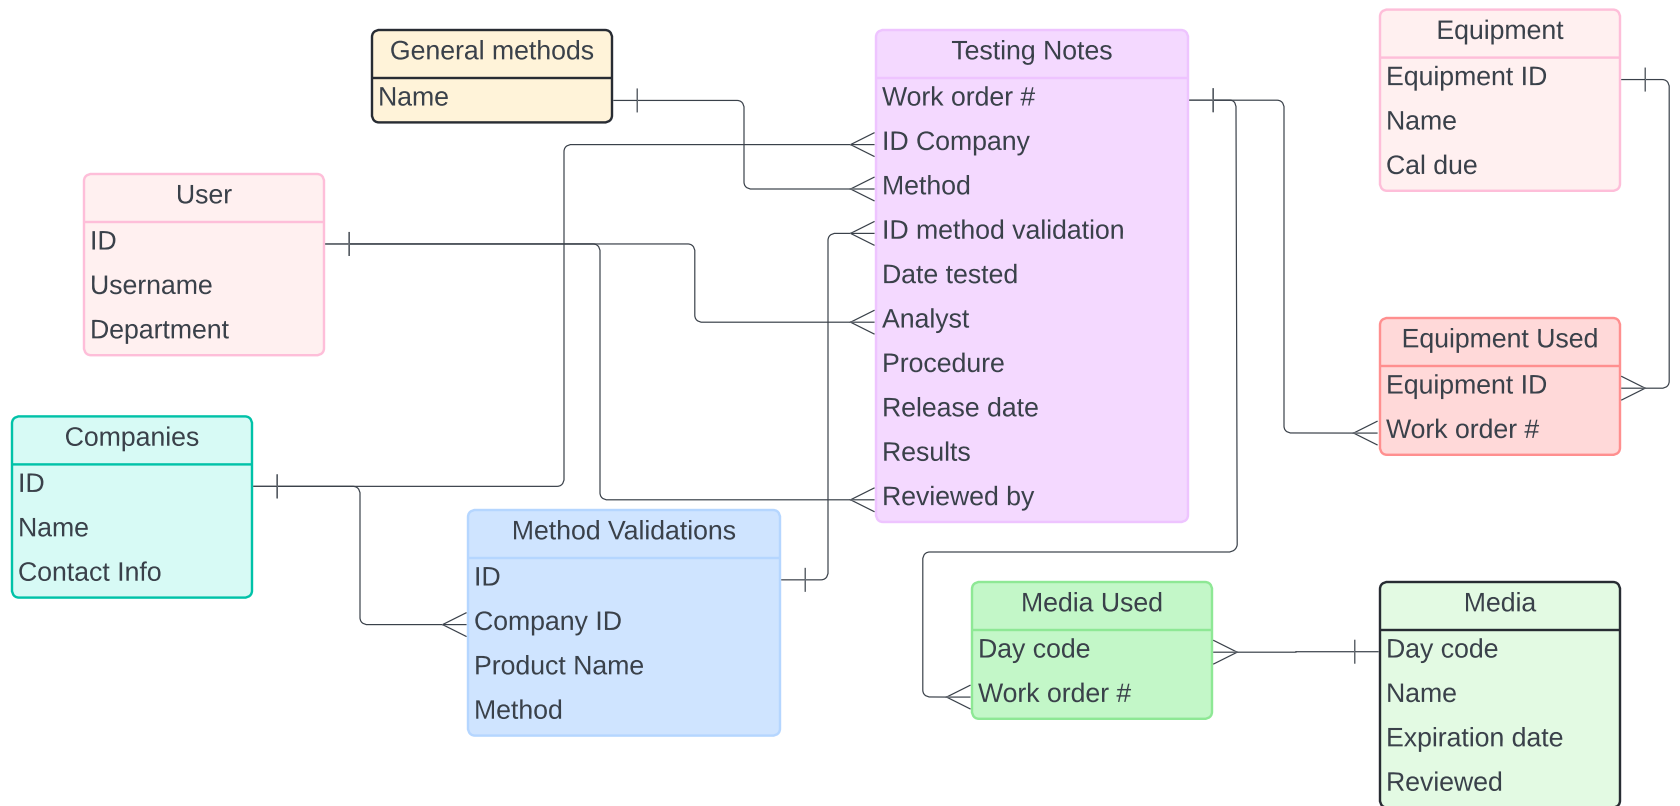 General methods
Name
User
ID
Username
Department
Companies
ID
Name
Contact Info
Method Validations
ID
Company ID
Product Name
Method
Testing Notes
Work order #
ID Company
Method
ID method validation
Date tested
Analyst
Procedure
Release date
Results
Reviewed by
Equipment
Equipment ID
Name
Cal due
Equipment Used
Equipment ID
Work order #
Media Used
Day code
Work order #
Media
Day code
Name
Expiration date
Reviewed